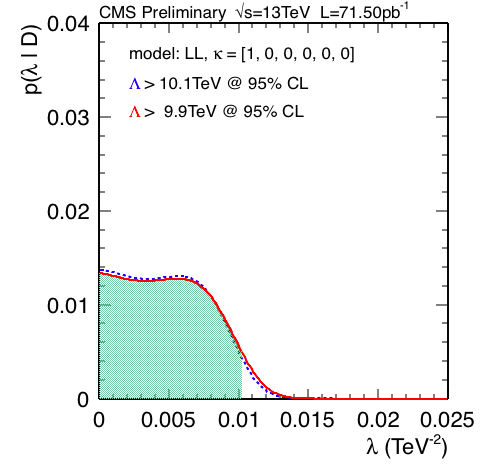 CMS Preliminary √s=13TeV L=71.50pb⁻¹
p(λ | D)
model: LL, κ = [1, 0, 0, 0, 0, 0]
Λ > 10.1TeV @ 95% CL
Λ > 9.9TeV @ 95% CL
0.04
0.03
0.02
0.01
0
0 0.005 0.01 0.015 0.02 0.025
λ (TeV⁻²)